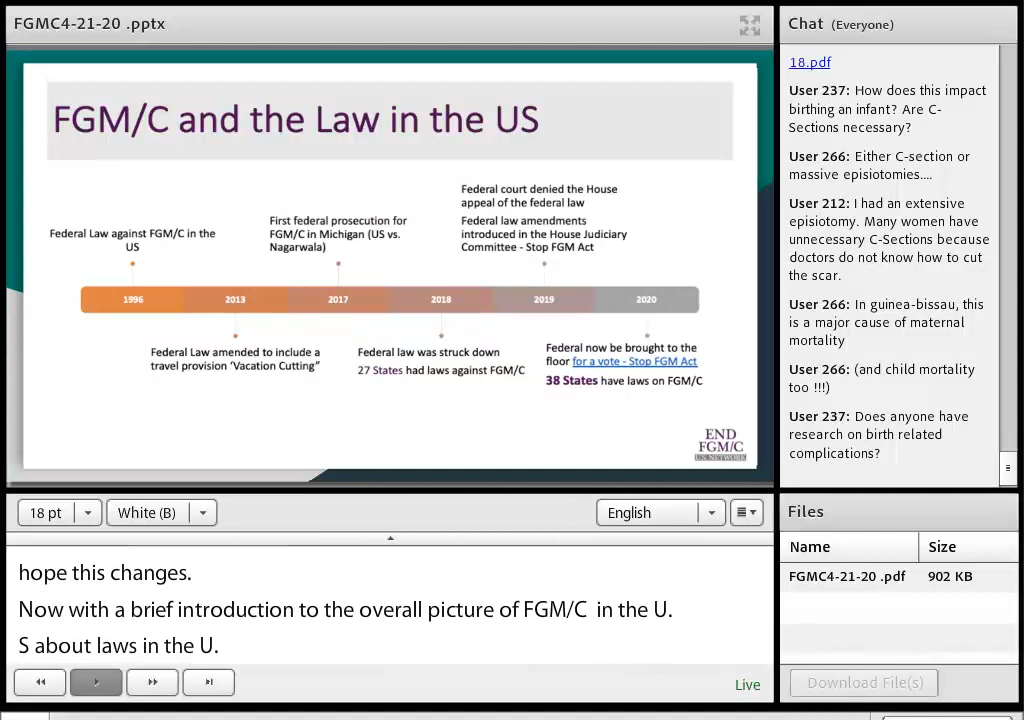 FGMC4-21-20 .pptx
FGM/C and the Law in the US
Federal court denied the House
appeal of the federal law
Federal law amendments
introduced in the House Judiciary
Committee - Stop FGM Act
First federal prosecution for
FGM/C in Michigan (US vs.
Nagarwala)
Federal Law against FGM/C in the
US
1996 2013 2017 2018 2019 2020
Federal Law amended to include a
travel provision ‘Vacation Cutting”
Federal law was struck down
27 States had laws against FGM/C
Federal now be brought to the
floor for a vote - Stop FGM Act
38 States have laws on FGM/C
END
FGM/C
U.S. NETWORK
18 pt White (B) English
hope this changes.
Now with a brief introduction to the overall picture of FGM/C in the U.
S about laws in the U.
Live
Chat (Everyone)
18.pdf
User 237: How does this impact
birthing an infant? Are C-
Sections necessary?
User 266: Either C-section or
massive episiotomies....
User 212: I had an extensive
episiotomy. Many women have
unnecessary C-Sections because
doctors do not know how to cut
the scar.
User 266: In guinea-bissau, this
is a major cause of maternal
mortality
User 266: (and child mortality
too !!!)
User 237: Does anyone have
research on birth related
complications?
Files
Name Size
FGMC4-21-20 .pdf 902 KB
Download File(s)